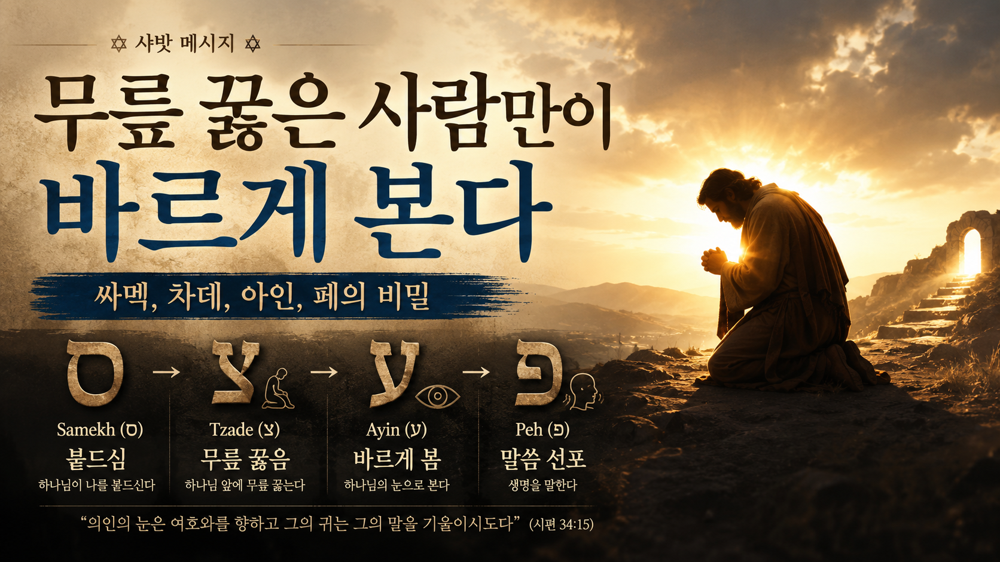 ✡ 샤밧 메시지 ✡
무릎 꿇은 사람만이
바르게 본다
싸멕, 차데, 아인, 페의 비밀
ס → צ → ע → פ
Samekh (ס)
붙드심
하나님이 나를 붙드신다
Tzade (צ)
무릎 꿇음
하나님 앞에 무릎 꿇는다
Ayin (ע)
바르게 봄
하나님의 눈으로 본다
Peh (פ)
말씀 선포
생명을 말한다
“의인의 눈은 여호와를 향하고 그의 귀는 그의 말을 기울이시도다” (시편 34:15)